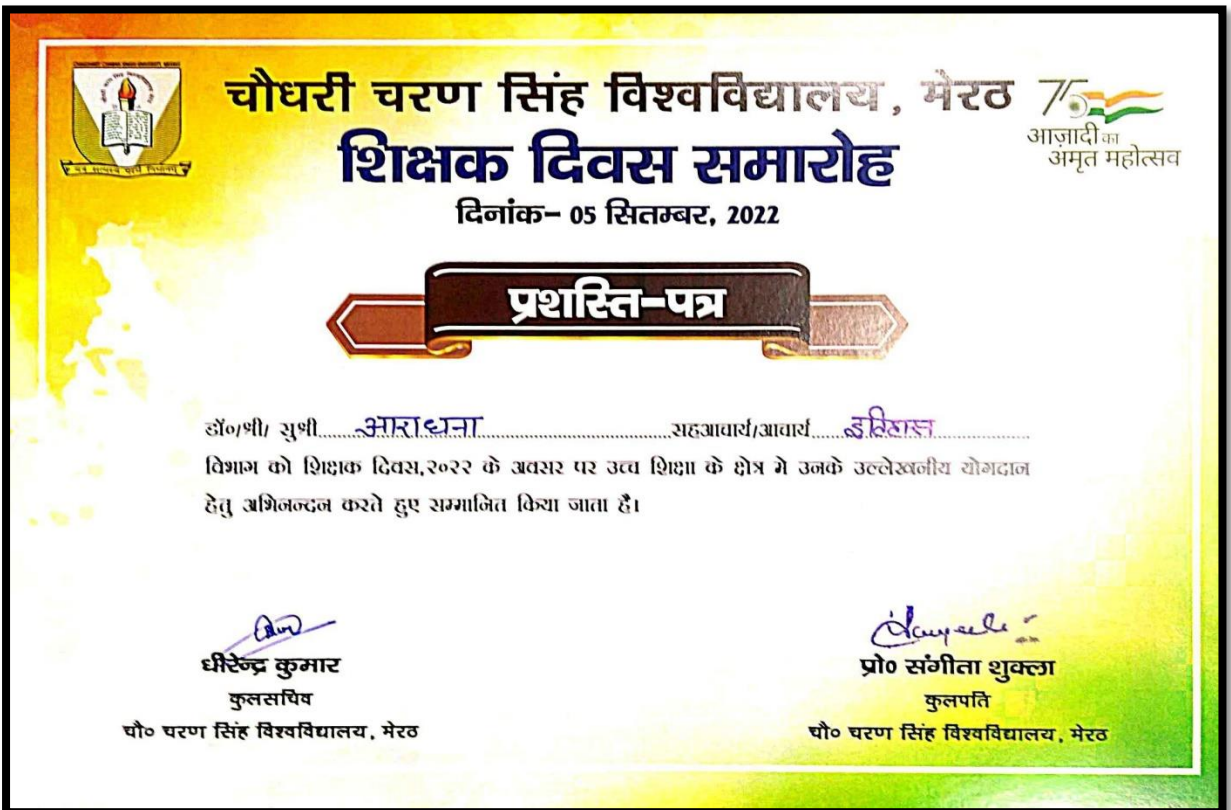 चौधरी चरण सिंह विश्वविद्यालय, मेरठ
75
आज़ादी का
अमृत महोत्सव
शिक्षक दिवस समारोह
दिनांक- 05 सितम्बर, 2022
प्रशस्ति-पत्र
डॉ०/श्री/ सुश्री.....आराधना.....सहआचार्य/आचार्य.....इतिहास.....
विभाग को शिक्षक दिवस,२०२२ के अवसर पर उच्च शिक्षा के क्षेत्र मे उनके उल्लेखनीय योगदान
हेतु अभिनन्दन करते हुए सम्मानित किया जाता है।
धीरेन्द्र कुमार
कुलसचिव
चौ० चरण सिंह विश्वविद्यालय, मेरठ
प्रो० संगीता शुक्ला
कुलपति
चौ० चरण सिंह विश्वविद्यालय, मेरठ